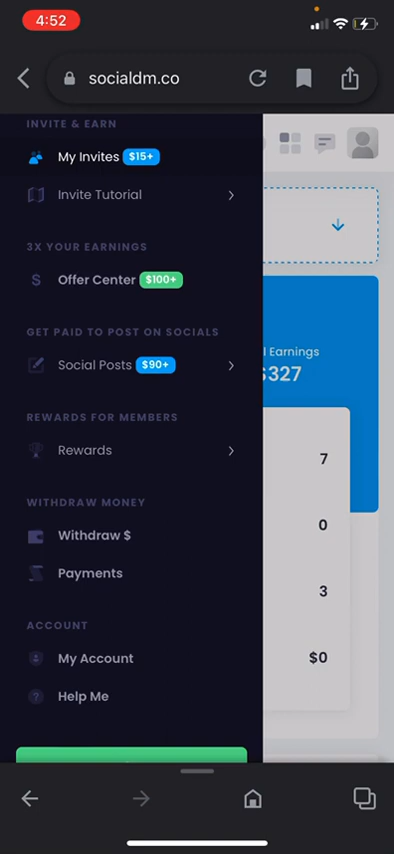 4:52
socialdm.co
INVITE & EARN
My Invites $15+
Invite Tutorial
3X YOUR EARNINGS
Offer Center $100+
GET PAID TO POST ON SOCIALS
Social Posts $90+
l Earnings
$327
REWARDS FOR MEMBERS
Rewards
7
WITHDRAW MONEY
Withdraw $
0
Payments
3
ACCOUNT
My Account
$0
Help Me